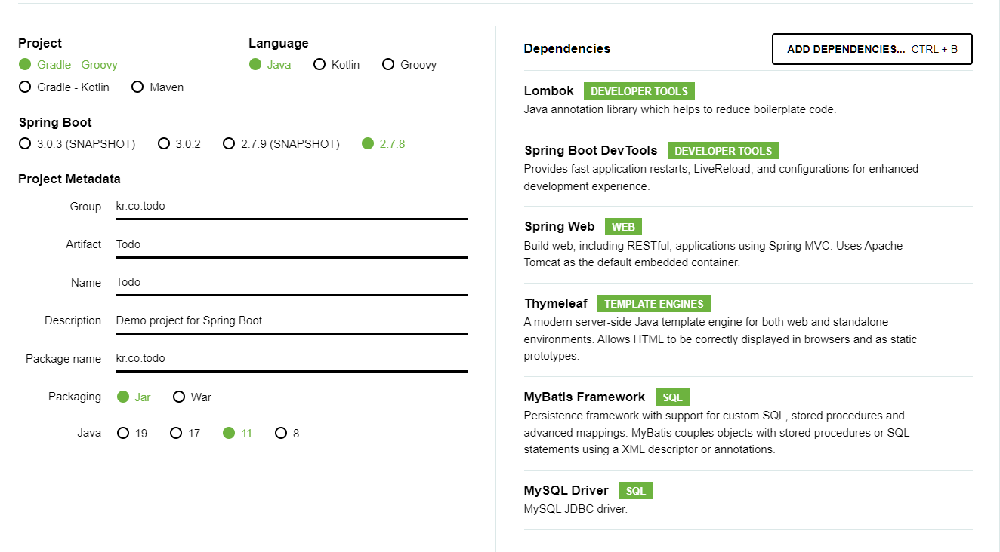 Project
Gradle - Groovy
Gradle - Kotlin Maven
Language
Java Kotlin Groovy
Spring Boot
3.0.3 (SNAPSHOT) 3.0.2 2.7.9 (SNAPSHOT) 2.7.8
Project Metadata
Group kr.co.todo
Artifact Todo
Name Todo
Description Demo project for Spring Boot
Package name kr.co.todo
Packaging Jar War
Java 19 17 11 8
Dependencies
ADD DEPENDENCIES... CTRL + B
Lombok DEVELOPER TOOLS
Java annotation library which helps to reduce boilerplate code.
Spring Boot DevTools DEVELOPER TOOLS
Provides fast application restarts, LiveReload, and configurations for enhanced
development experience.
Spring Web WEB
Build web, including RESTful, applications using Spring MVC. Uses Apache
Tomcat as the default embedded container.
Thymeleaf TEMPLATE ENGINES
A modern server-side Java template engine for both web and standalone
environments. Allows HTML to be correctly displayed in browsers and as static
prototypes.
MyBatis Framework SQL
Persistence framework with support for custom SQL, stored procedures and
advanced mappings. MyBatis couples objects with stored procedures or SQL
statements using a XML descriptor or annotations.
MySQL Driver SQL
MySQL JDBC driver.